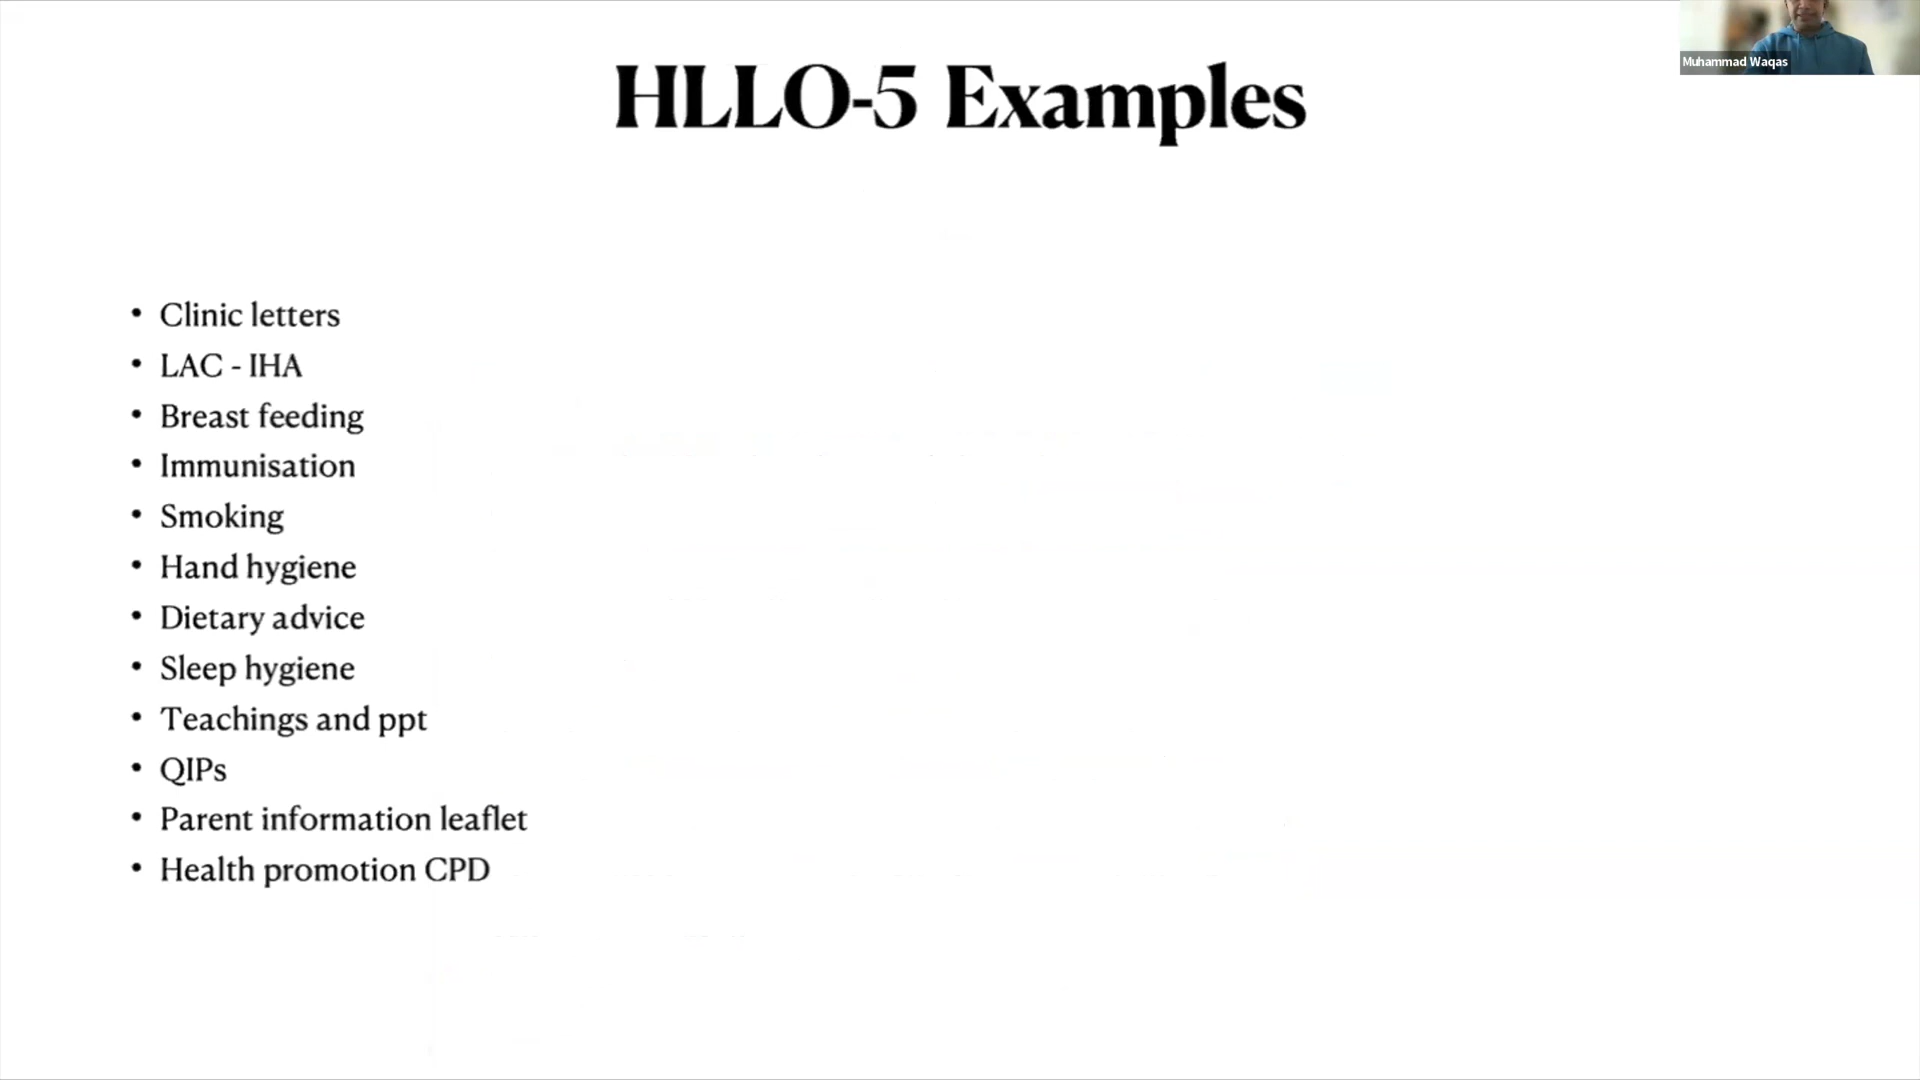 Muhammad Waqas
HLLO-5 Examples
• Clinic letters
• LAC - IHA
• Breast feeding
• Immunisation
• Smoking
• Hand hygiene
• Dietary advice
• Sleep hygiene
• Teachings and ppt
• QIPs
• Parent information leaflet
• Health promotion CPD